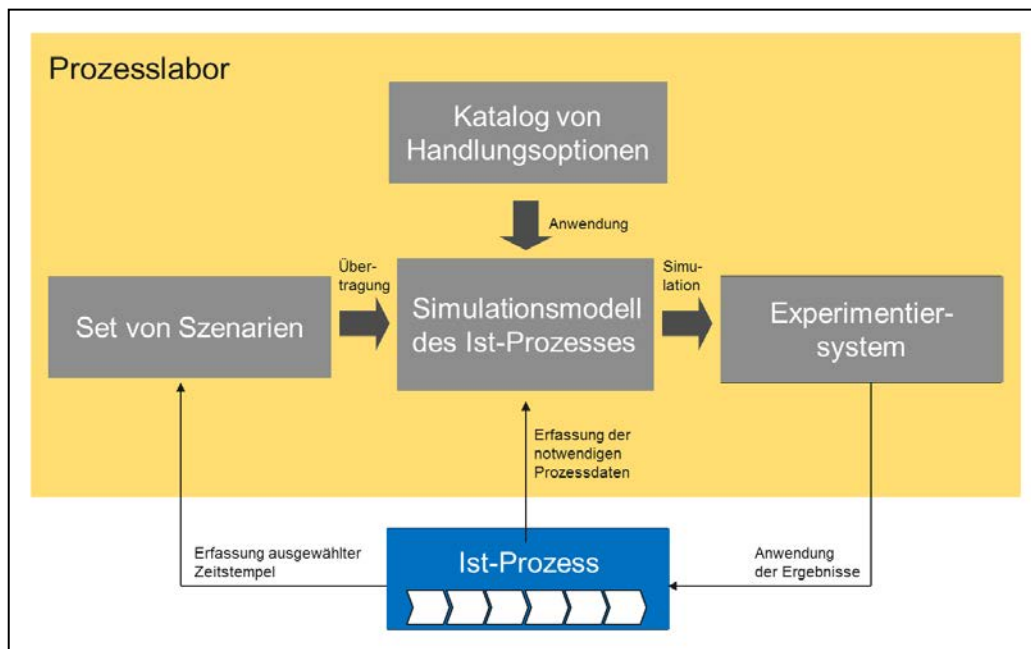 Prozesslabor
Katalog von
Handlungsoptionen
Anwendung
Set von Szenarien
Über-
tragung
Simulationsmodell
des Ist-Prozesses
Simu-
lation
Experimentier-
system
Erfassung der
notwendigen
Prozessdaten
Erfassung ausgewählter
Zeitstempel
Ist-Prozess
Anwendung
der Ergebnisse